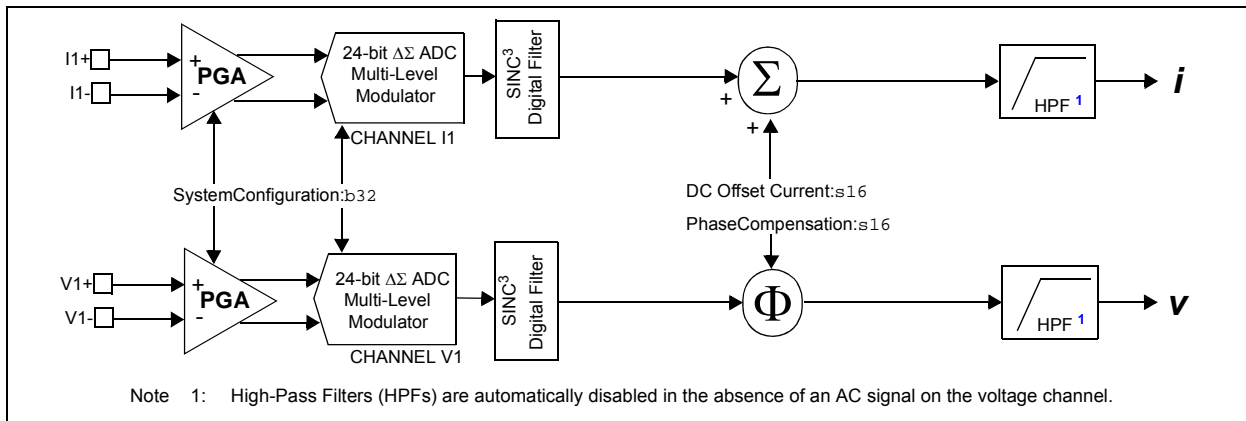 I1+
I1-
+
-
PGA
24-bit ΔΣ ADC
Multi-Level
Modulator
CHANNEL I1
SINC3
Digital Filter
Σ
+
+
HPF 1
i
SystemConfiguration:b32
DC Offset Current:s16
PhaseCompensation:s16
V1+
V1-
+
-
PGA
24-bit ΔΣ ADC
Multi-Level
Modulator
CHANNEL V1
SINC3
Digital Filter
Φ
HPF 1
v
Note 1: High-Pass Filters (HPFs) are automatically disabled in the absence of an AC signal on the voltage channel.